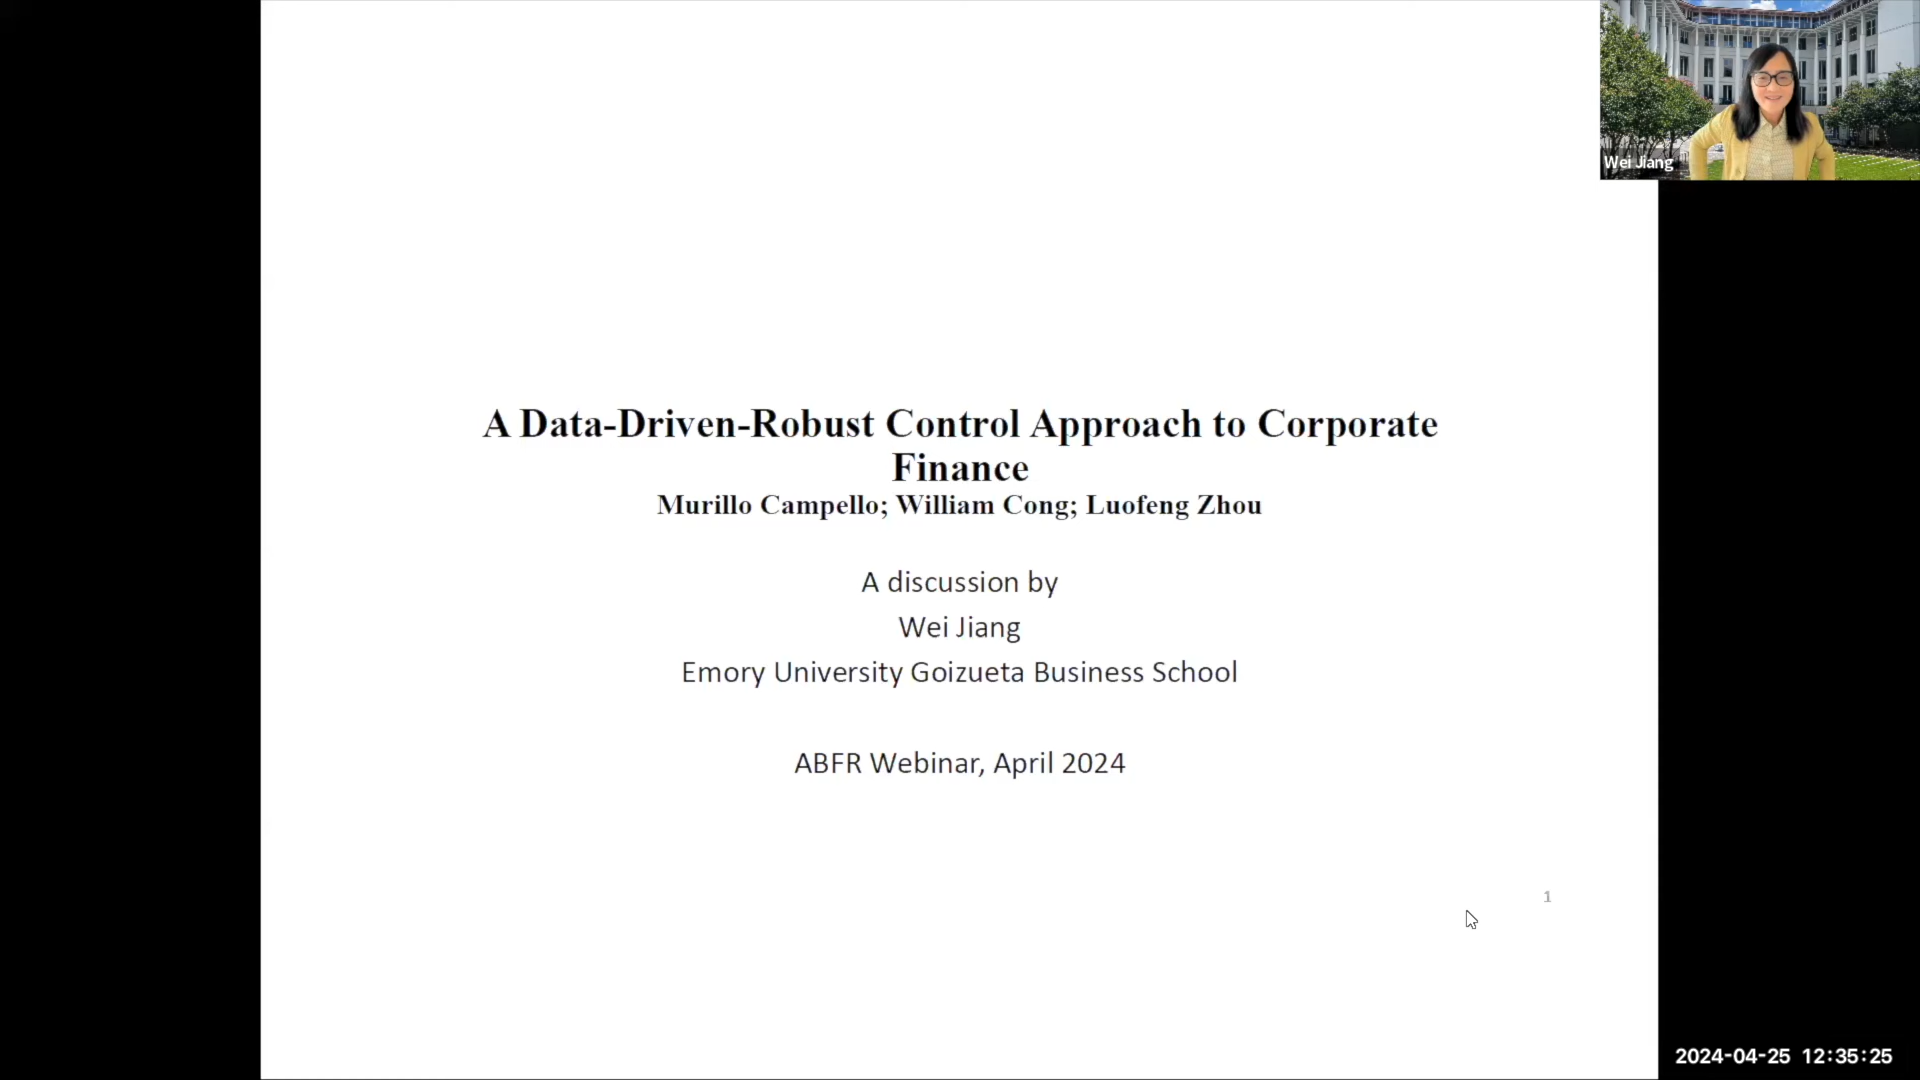 Wei Jiang
A Data-Driven-Robust Control Approach to Corporate
Finance
Murillo Campello; William Cong; Luofeng Zhou
A discussion by
Wei Jiang
Emory University Goizueta Business School
ABFR Webinar, April 2024
1
2024-04-25 12:35:25